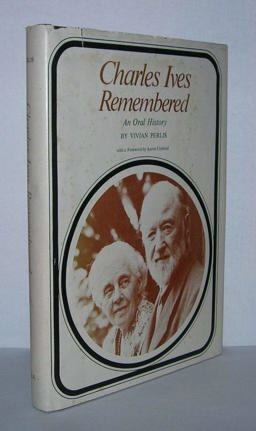 Charles Ives
Remembered
An Oral History
BY VIVIAN PERLIS
with a Foreword by Aaron Copland